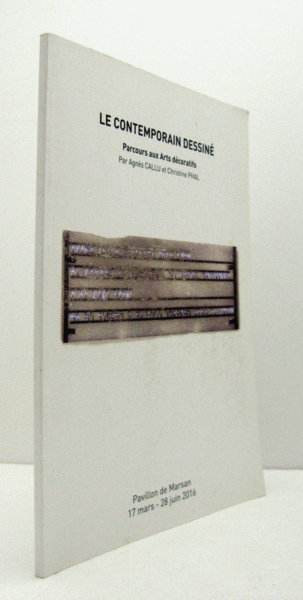 LE CONTEMPORAIN DESSINÉ
Parcours aux Arts décoratifs
Par Agnès CALLU et Christine PHAL
Pavillon de Marsan
17 mars - 28 juin 2016